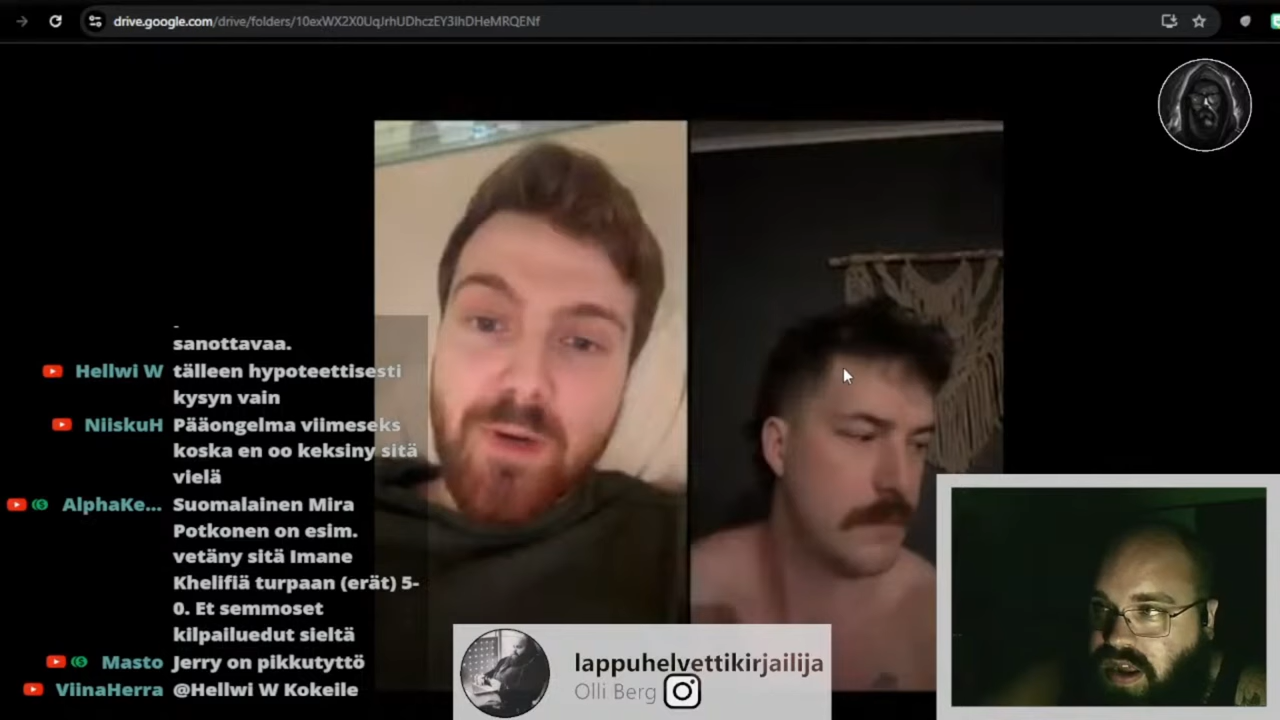 drive.google.com/drive/folders/10exWX2X0UqJrhUDhczEY3IhDHeMRQENf
sanottavaa.
Hellwi W tälleen hypoteettisesti
kysyn vain
NiiskuH Pääongelma viimeseks
koska en oo keksiny sitä
vielä
AlphaKe... Suomalainen Mira
Potkonen on esim.
vetäny sitä Imane
Khelifiä turpaan (erät) 5-
0. Et semmoset
kilpailuedut sieltä
Masto Jerry on pikkutyttö
ViinaHerra @Hellwi W Kokeile
lappuhelvettikirjailija
Olli Berg